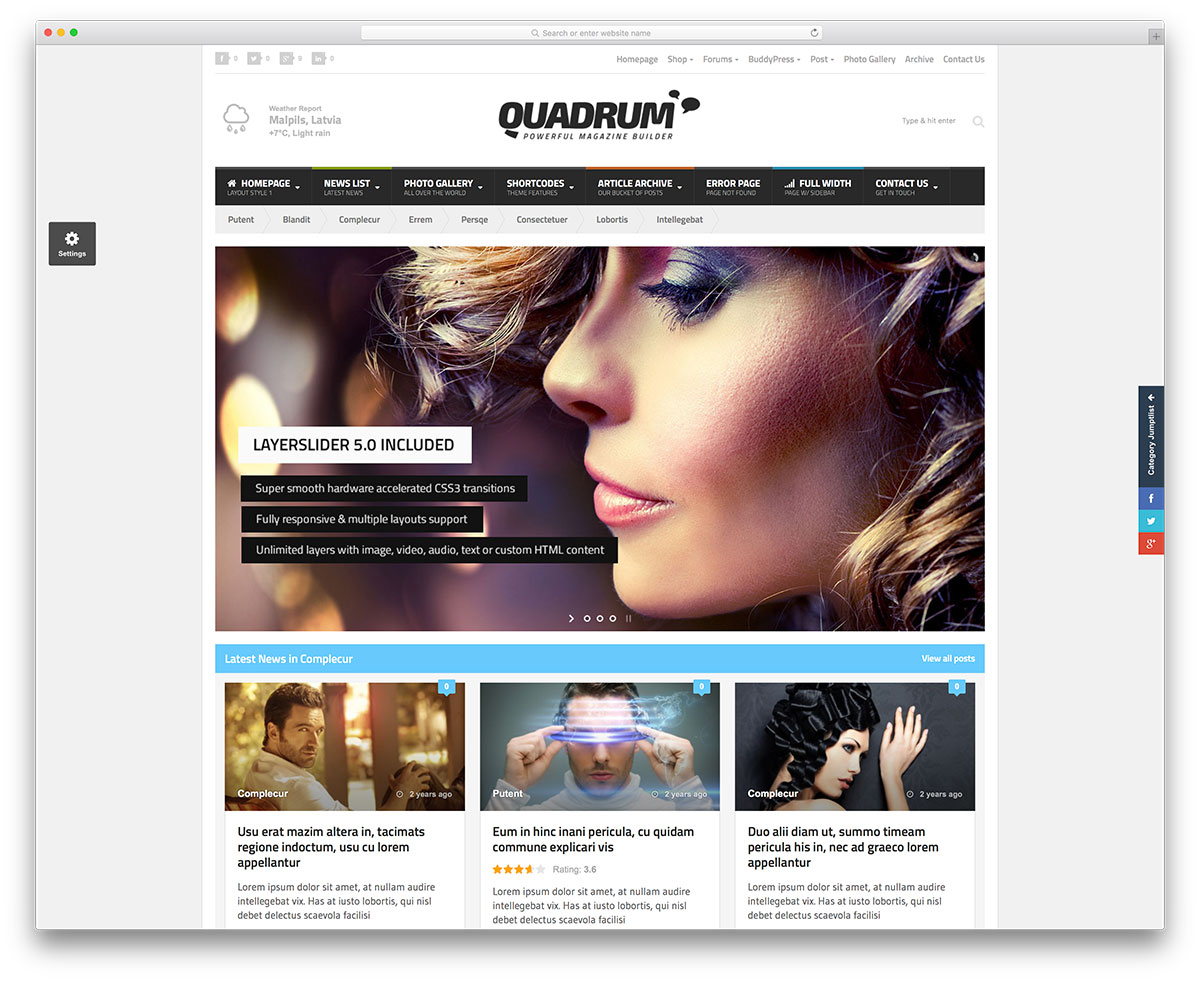 Search or enter website name
f 0 0 g+ 0 in 0
Homepage Shop Forums BuddyPress Post Photo Gallery Archive Contact Us
Weather Report
Malpils, Latvia
+7°C, Light rain
QUADRUM
POWERFUL MAGAZINE BUILDER
Type & hit enter
HOMEPAGE
LAYOUT STYLE 1
NEWS LIST
LATEST NEWS
PHOTO GALLERY
ALL OVER THE WORLD
SHORTCODES
THEME FEATURES
ARTICLE ARCHIVE
OUR BUCKET OF POSTS
ERROR PAGE
PAGE NOT FOUND
FULL WIDTH
PAGE W/ SIDEBAR
CONTACT US
GET IN TOUCH
Putent Blandit Complecur Errem Persqe Consectetuer Lobortis Intellegebat
Settings
LAYERSLIDER 5.0 INCLUDED
Super smooth hardware accelerated CSS3 transitions
Fully responsive & multiple layouts support
Unlimited layers with image, video, audio, text or custom HTML content
Category Jumptlist
f
g+
Latest News in Complecur
View all posts
0
Complecur
2 years ago
Usu erat mazim altera in, tacimats
regione indoctum, usu cu lorem
appellantur
Lorem ipsum dolor sit amet, at nullam audire
intellegebat vix. Has at iusto lobortis, qui nisl
debet delectus scaevola facilisi
0
Putent
2 years ago
Eum in hinc inani pericula, cu quidam
commune explicari vis
Rating: 3.6
Lorem ipsum dolor sit amet, at nullam audire
intellegebat vix. Has at iusto lobortis, qui nisl
debet delectus scaevola facilisi
0
Complecur
2 years ago
Duo alii diam ut, summo timeam
pericula his in, nec ad graeco lorem
appellantur
Lorem ipsum dolor sit amet, at nullam audire
intellegebat vix. Has at iusto lobortis, qui nisl
debet delectus scaevola facilisi